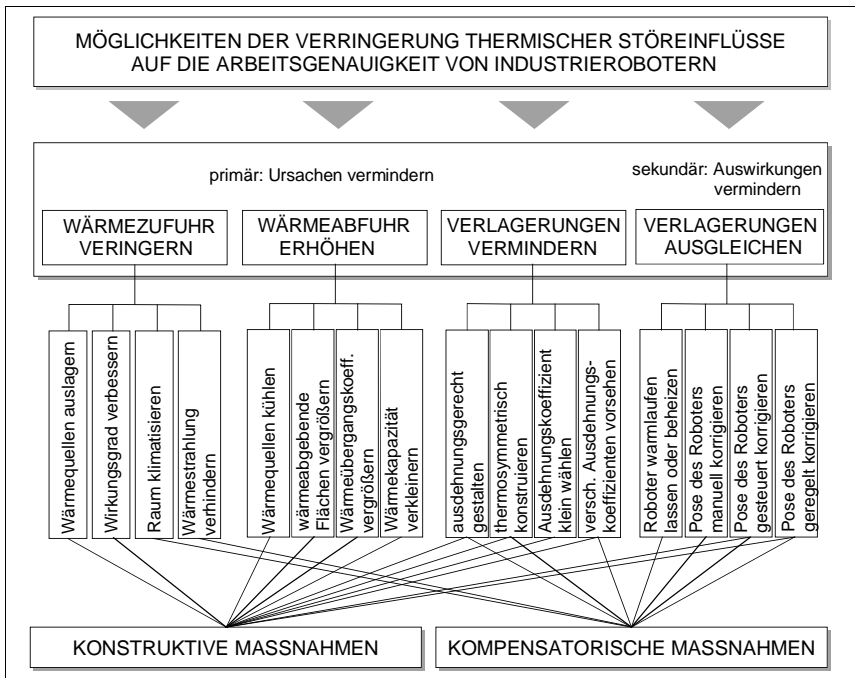 MÖGLICHKEITEN DER VERRINGERUNG THERMISCHER STÖREINFLÜSSE
AUF DIE ARBEITSGENAUIGKEIT VON INDUSTRIEROBOTERN
primär: Ursachen vermindern
sekundär: Auswirkungen
vermindern
WÄRMEZUFUHR
VERINGERN
WÄRMEABFUHR
ERHÖHEN
VERLAGERUNGEN
VERMINDERN
VERLAGERUNGEN
AUSGLEICHEN
Wärmequellen auslagern
Wirkungsgrad verbessern
Raum klimatisieren
Wärmestrahlung
verhindern
Wärmequellen kühlen
wärmeabgebende
Flächen vergrößern
Wärmeübergangskoeff.
vergrößern
Wärmekapazität
verkleinern
ausdehnungsgerecht
gestalten
thermosymmetrisch
konstruieren
Ausdehnungskoeffizient
klein wählen
versch. Ausdehnungs-
koeffizienten vorsehen
Roboter warmlaufen
lassen oder beheizen
Pose des Roboters
manuell korrigieren
Pose des Roboters
gesteuert korrigieren
Pose des Roboters
geregelt korrigieren
KONSTRUKTIVE MASSNAHMEN
KOMPENSATORISCHE MASSNAHMEN